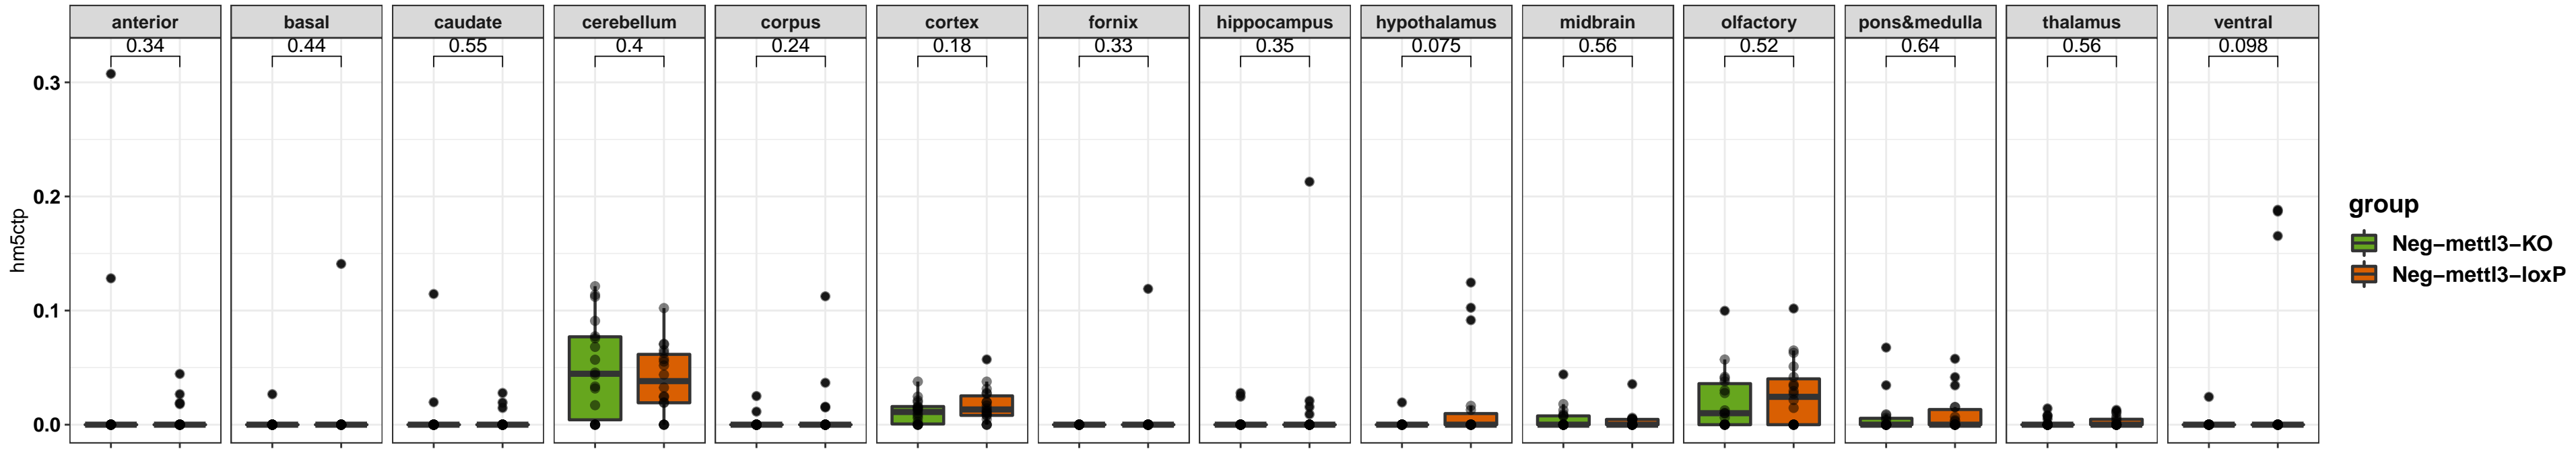 anterior basal caudate cerebellum corpus cortex fornix hippocampus hypothalamus midbrain olfactory pons&medulla thalamus ventral
0.34 0.44 0.55 0.4 0.24 0.18 0.33 0.35 0.075 0.56 0.52 0.64 0.56 0.098
0.3
0.2
0.1
0.0
hm5ctp
group
Neg−mettl3−KO
Neg−mettl3−loxP